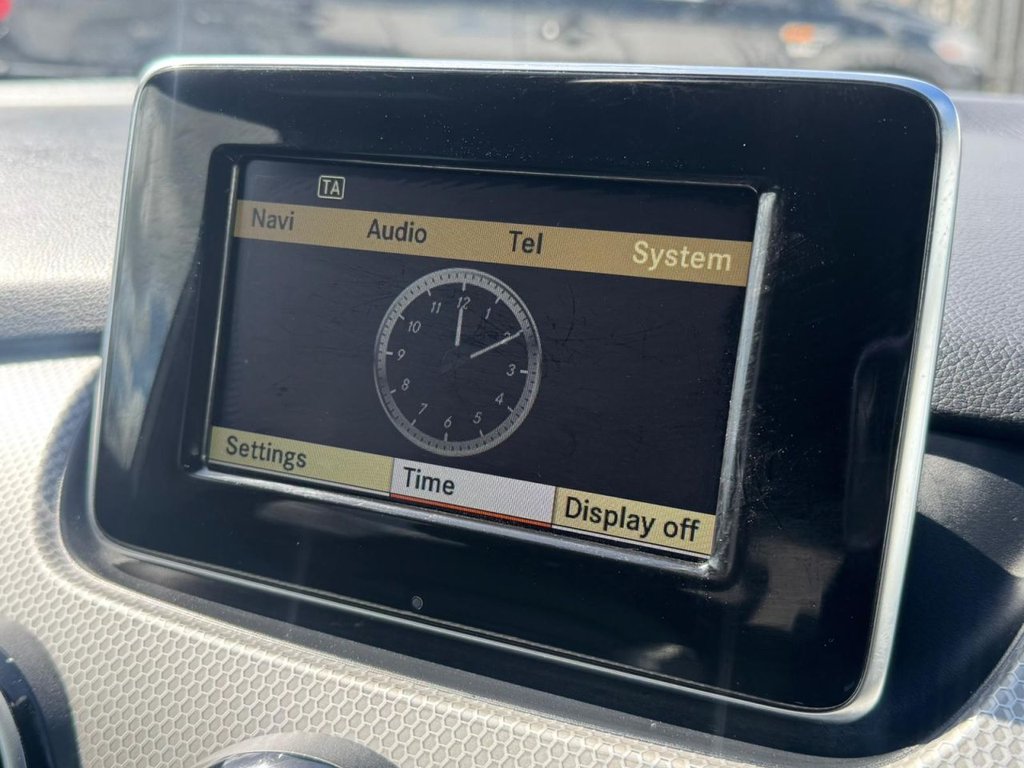 TA
Navi Audio Tel System
12
11 1
10 2
9 3
8 4
7 5
6
Settings Time Display off